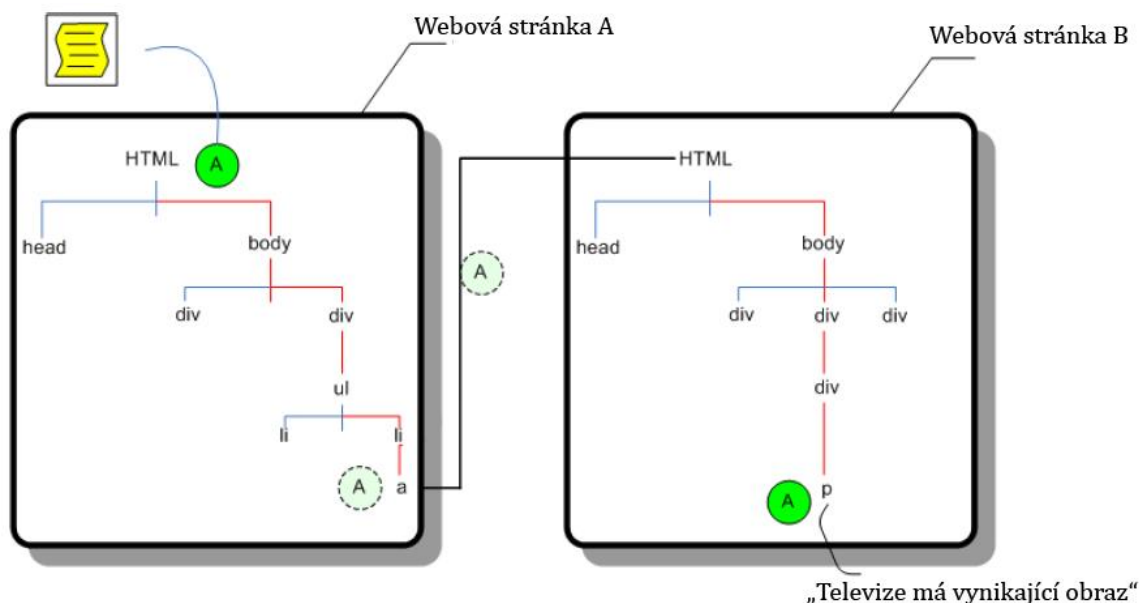 Webová stránka A
Webová stránka B
HTML A
head
body
div
div
ul
li
li
A a
A
HTML
head
body
div
div
div
div
A p
„Televize má vynikající obraz“